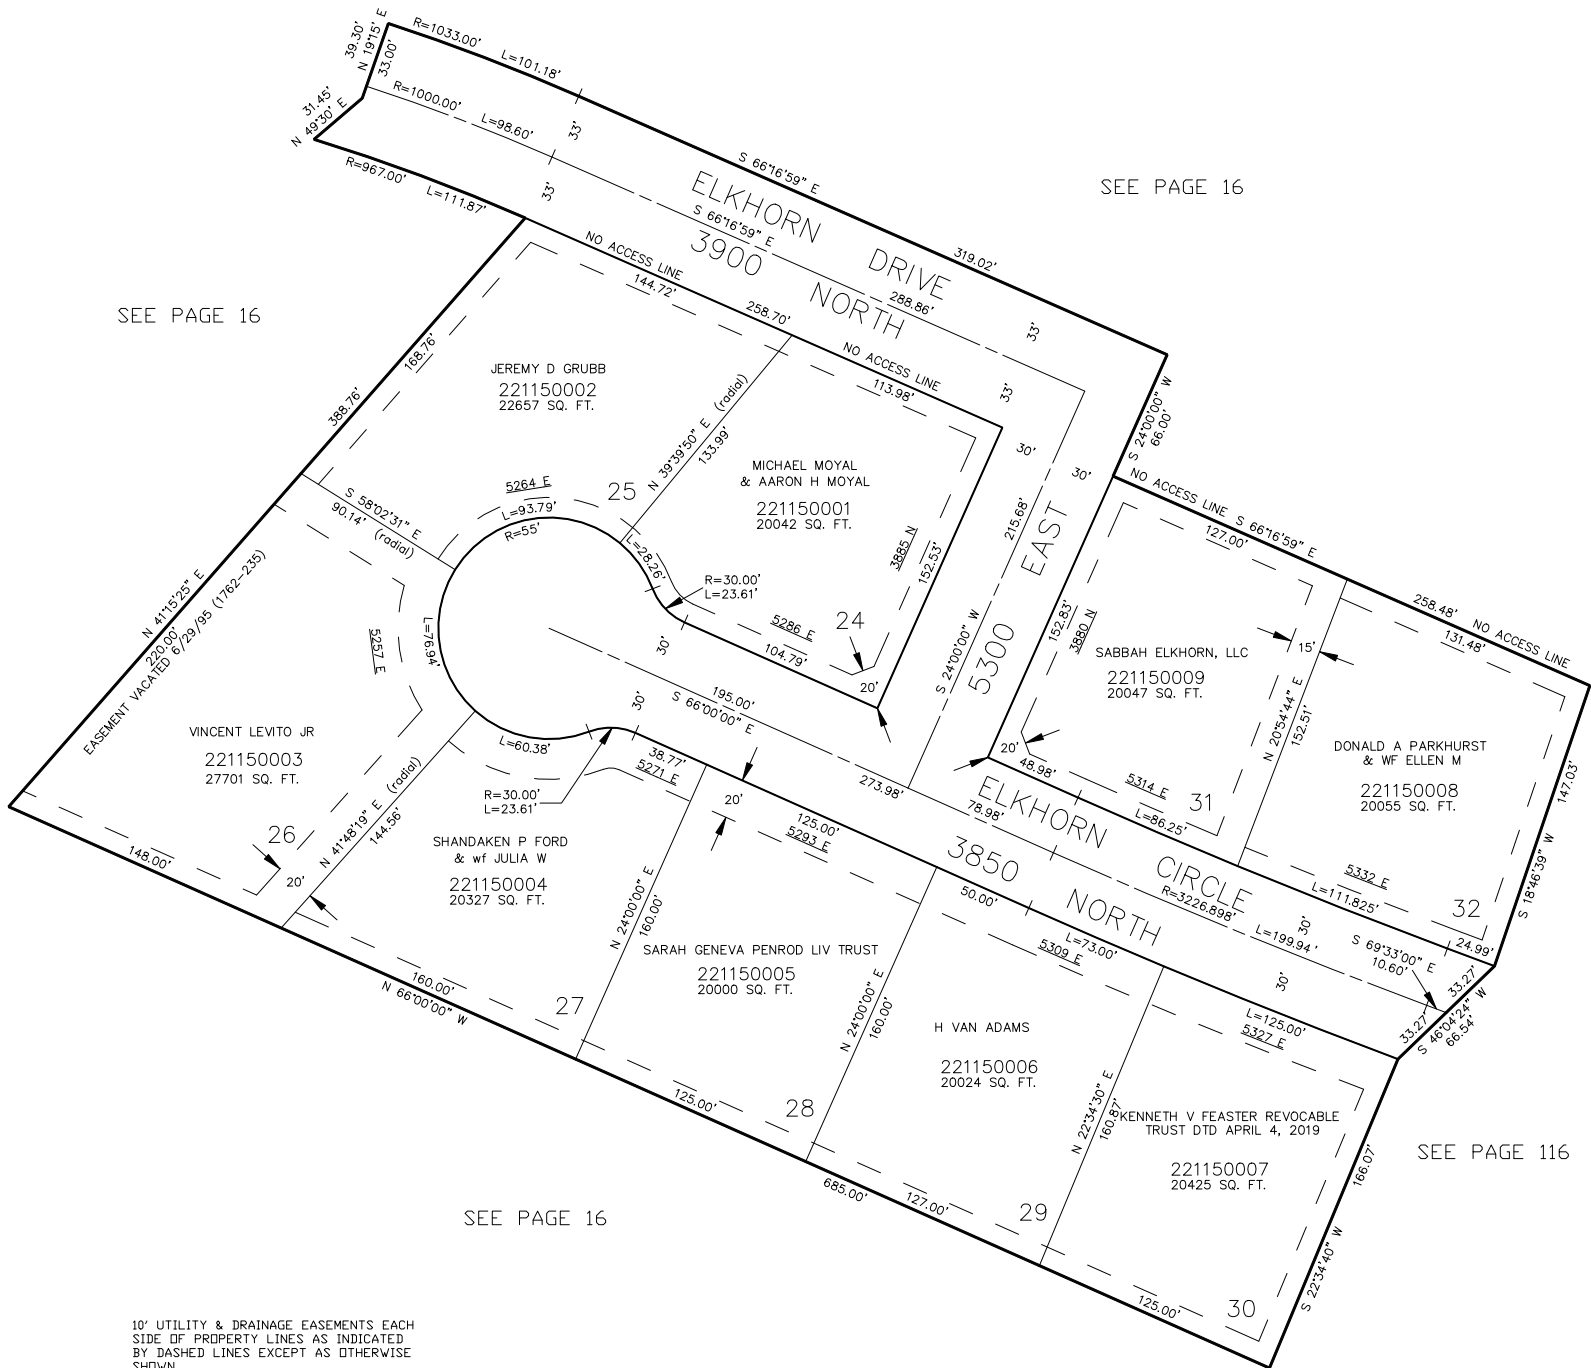 39.30'
N 19°15' E
33.00'
R=1033.00'
L=101.18'
31.45'
N 49°30' E
R=1000.00'
L=98.60'
33'
33'
R=967.00'
L=111.87'
S 66°16'59" E
319.02'
SEE PAGE 16
ELKHORN DRIVE
S 66°16'59" E
3900 NORTH
288.86'
33'
33'
NO ACCESS LINE
144.72'
258.70'
NO ACCESS LINE
113.98'
SEE PAGE 16
168.76'
388.76'
JEREMY D GRUBB
221150002
22657 SQ. FT.
N 39°39'50" E (radial)
133.99'
MICHAEL MOYAL
& AARON H MOYAL
221150001
20042 SQ. FT.
30'
30'
S 24°00'00" W
66.00'
NO ACCESS LINE
S 66°16'59" E
127.00'
258.48'
NO ACCESS LINE
131.48'
5264 E
25
L=93.79'
R=55'
S 58°02'31" E
90.14' (radial)
L=28.26'
R=30.00'
L=23.61'
3885 N
152.53'
215.68'
S 24°00'00" W
5300 EAST
152.83'
3880 N
24
5286 E
104.79'
20'
30'
N 41°15'25" E
220.00'
EASEMENT VACATED 6/29/95 (1762-235)
5257 E
L=76.94'
195.00'
S 66°00'00" E
SABBAH ELKHORN, LLC
221150009
20047 SQ. FT.
15'
N 20°54'44" E
152.51'
DONALD A PARKHURST
& WF ELLEN M
221150008
20055 SQ. FT.
147.03'
S 18°46'39" W
VINCENT LEVITO JR
221150003
27701 SQ. FT.
L=60.38'
30'
38.77'
5271 E
R=30.00'
L=23.61'
20'
48.98'
5314 E
31
L=86.25'
273.98'
78.98'
ELKHORN CIRCLE
R=3226.898'
L=199.94'
3850 NORTH
5332 E
32
L=111.825'
24.99'
30'
S 69°33'00" E
10.60'
33.27'
33.27'
S 46°04'24" W
66.54'
26
148.00'
20'
N 41°48'19" E (radial)
144.56'
SHANDAKEN P FORD
& wf JULIA W
221150004
20327 SQ. FT.
20'
125.00'
5293 E
N 24°00'00" E
160.00'
SARAH GENEVA PENROD LIV TRUST
221150005
20000 SQ. FT.
50.00'
5309 E
L=73.00'
30'
L=125.00'
5327 E
160.00'
N 66°00'00" W
27
N 24°00'00" E
160.00'
H VAN ADAMS
221150006
20024 SQ. FT.
N 22°34'30" E
160.87'
KENNETH V FEASTER REVOCABLE
TRUST DTD APRIL 4, 2019
221150007
20425 SQ. FT.
166.07'
S 22°34'40" W
SEE PAGE 116
125.00'
28
685.00'
127.00'
29
125.00'
30
SEE PAGE 16
10' UTILITY & DRAINAGE EASEMENTS EACH
SIDE OF PROPERTY LINES AS INDICATED
BY DASHED LINES EXCEPT AS OTHERWISE
SHOWN